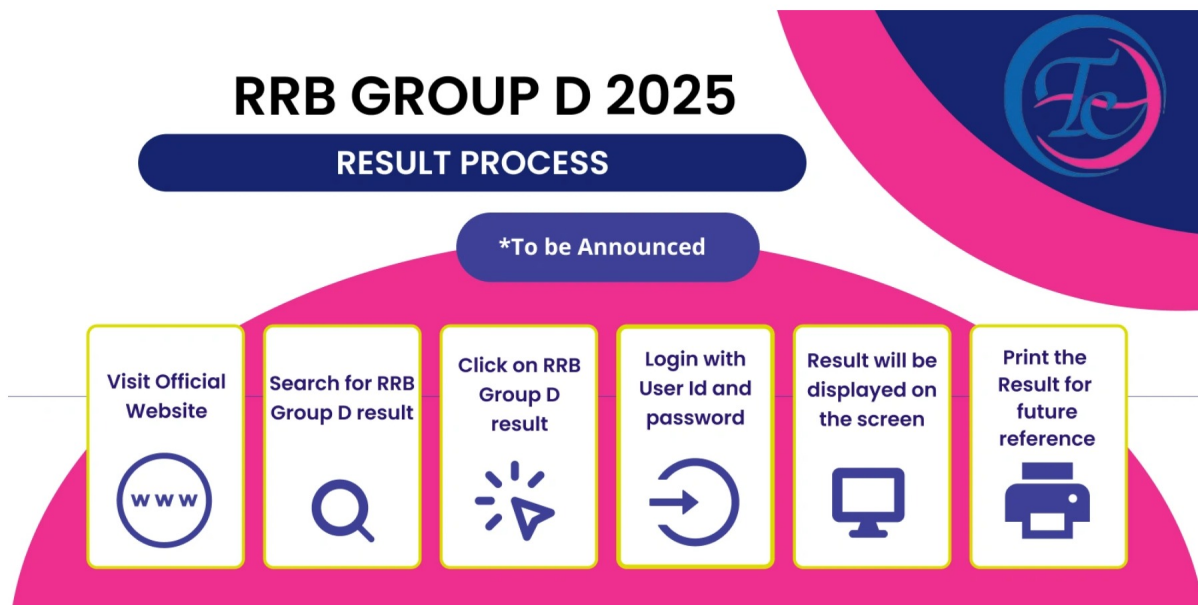 RRB GROUP D 2025
Tc
RESULT PROCESS
*To be Announced
Visit Official
Website
www
Search for RRB
Group D result
Click on RRB
Group D
result
Login with
User Id and
password
Result will be
displayed on
the screen
Print the
Result for
future
reference